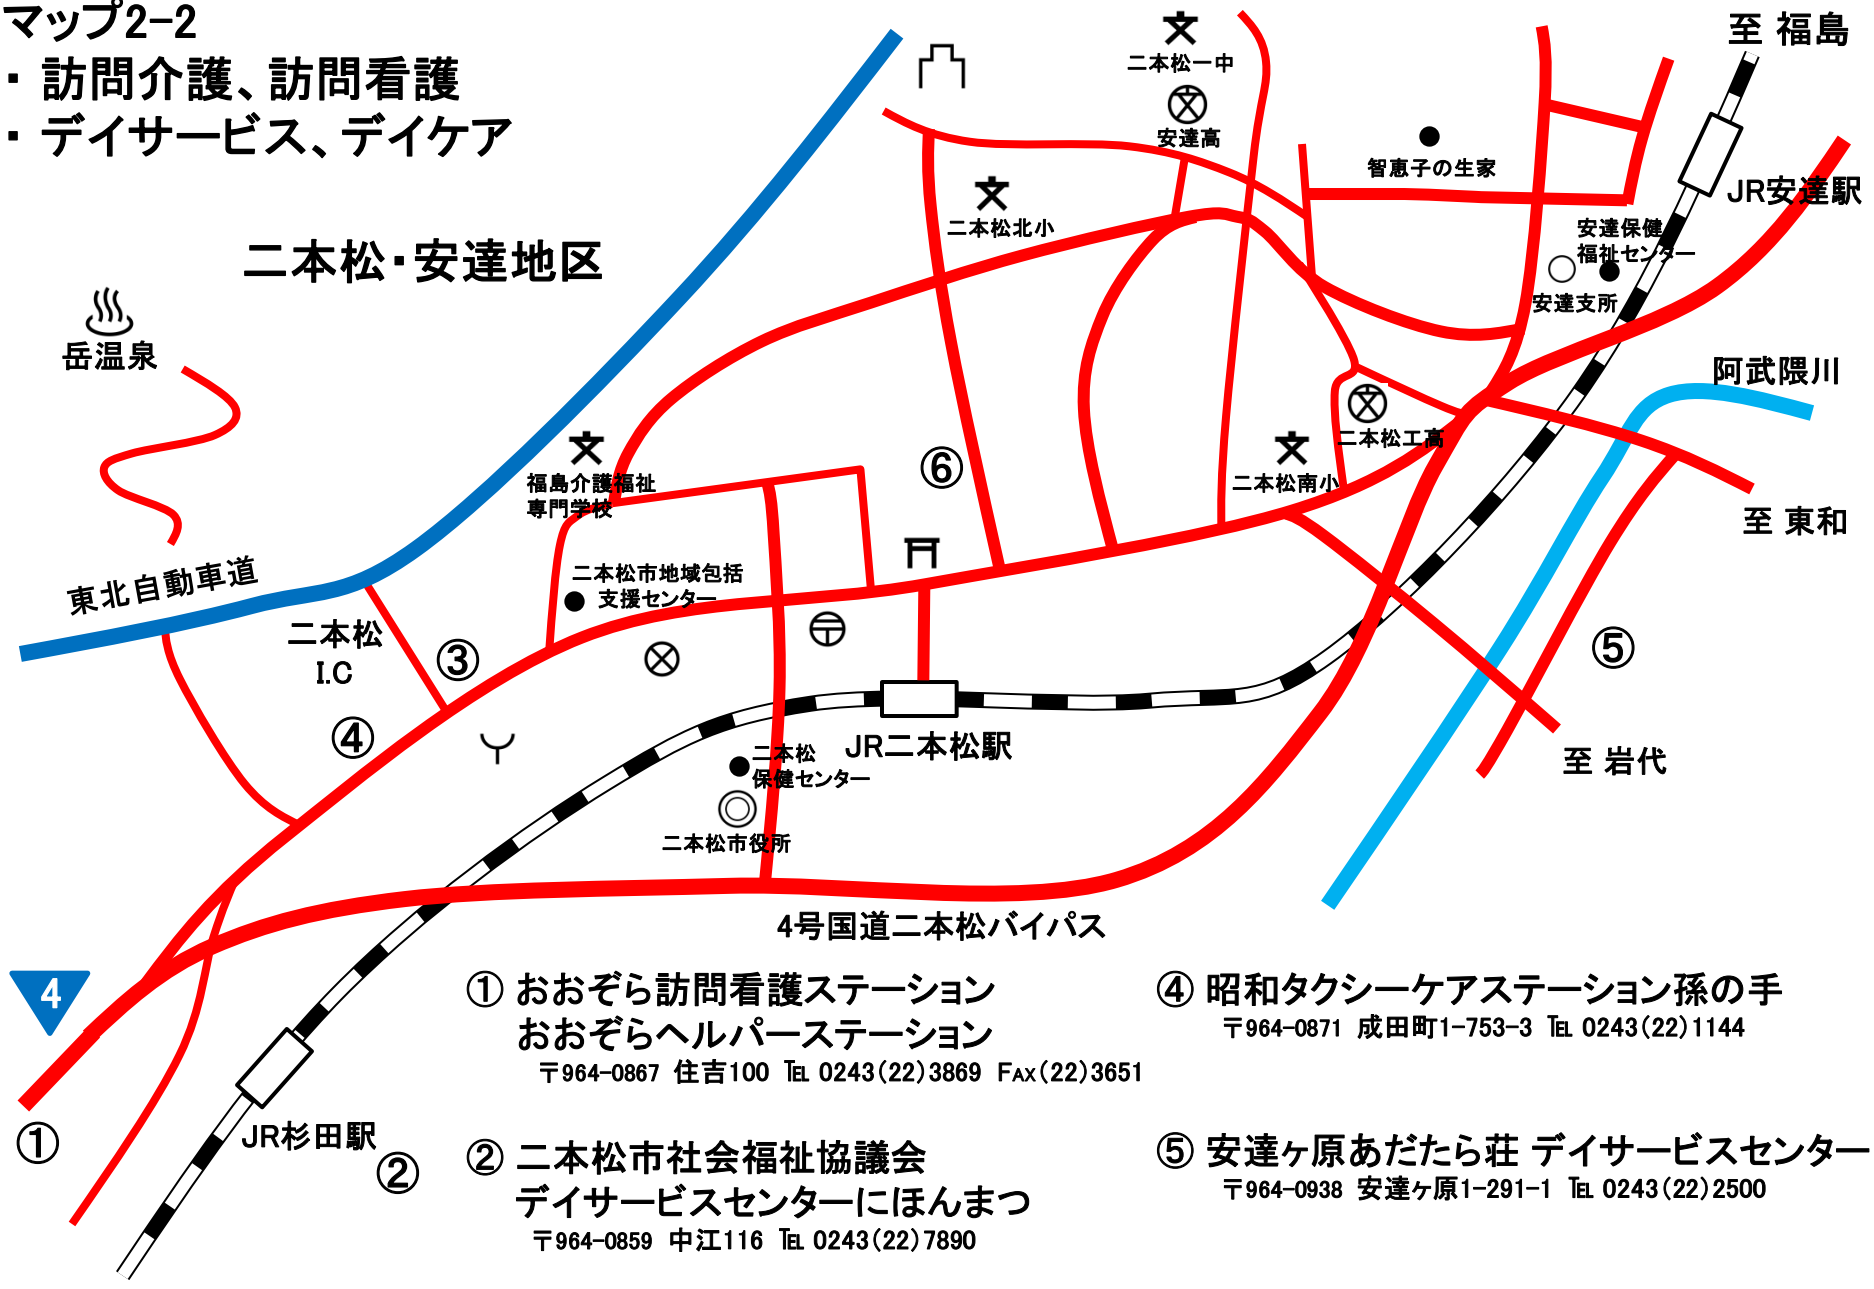 マップ2-2
・ 訪問介護、訪問看護
・ デイサービス、デイケア
二本松・安達地区
至 福島
二本松一中
安達高
智恵子の生家
JR安達駅
二本松北小
安達保健
福祉センター
安達支所
岳温泉
阿武隈川
二本松工高
二本松南小
⑥
福島介護福祉
専門学校
至 東和
東北自動車道
二本松市地域包括
支援センター
二本松
I.C
③
⑤
④
JR二本松駅
二本松
保健センター
至 岩代
二本松市役所
4号国道二本松バイパス
4
①
JR杉田駅
②
① おおぞら訪問看護ステーション
おおぞらヘルパーステーション
〒964-0867 住吉100 ℡ 0243(22)3869 FAX(22)3651
② 二本松市社会福祉協議会
デイサービスセンターにほんまつ
〒964-0859 中江116 ℡ 0243(22)7890
④ 昭和タクシーケアステーション孫の手
〒964-0871 成田町1-753-3 ℡ 0243(22)1144
⑤ 安達ヶ原あだたら荘 デイサービスセンター
〒964-0938 安達ヶ原1-291-1 ℡ 0243(22)2500